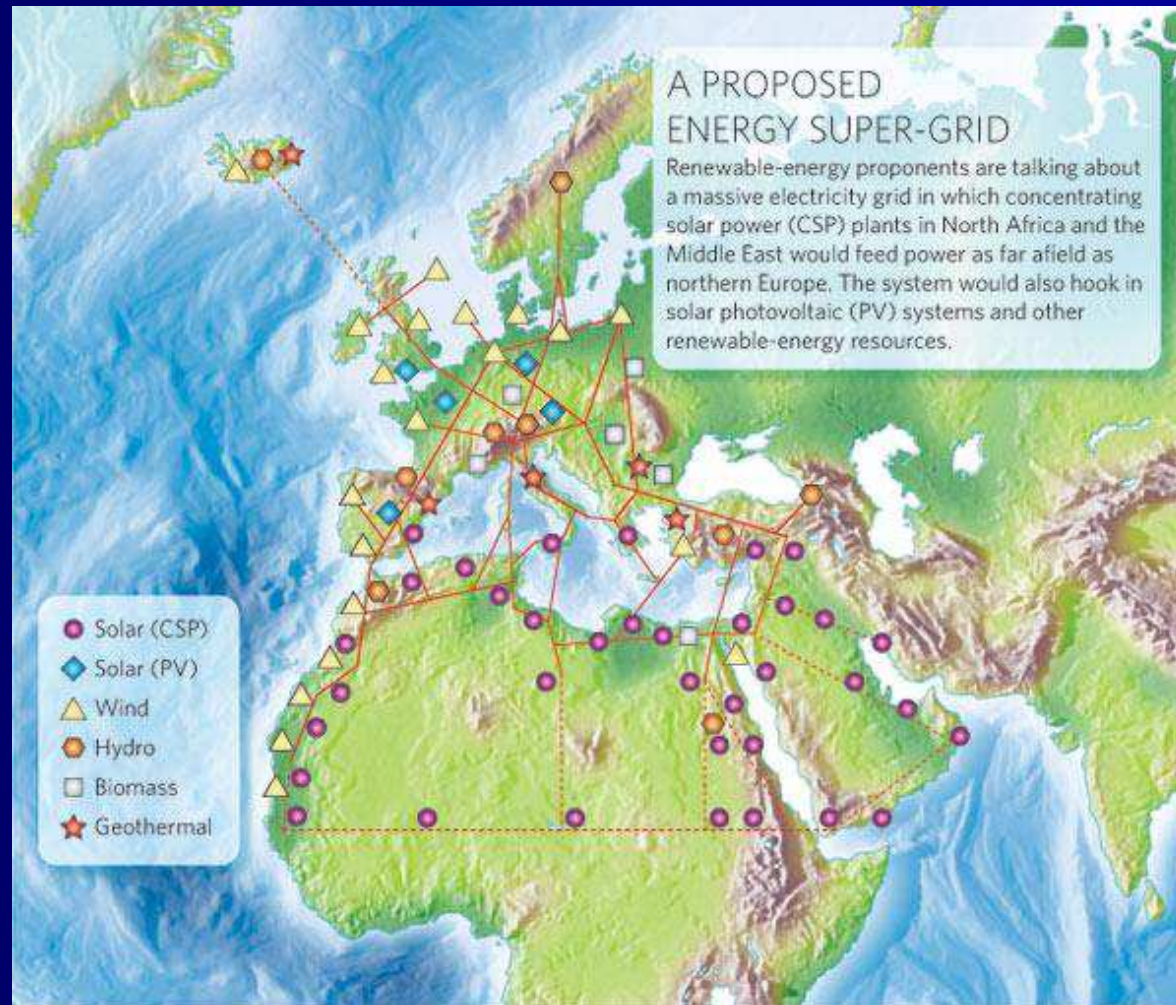 A PROPOSED
ENERGY SUPER-GRID
Renewable-energy proponents are talking about
a massive electricity grid in which concentrating
solar power (CSP) plants in North Africa and the
Middle East would feed power as far afield as
northern Europe. The system would also hook in
solar photovoltaic (PV) systems and other
renewable-energy resources.
Solar (CSP)
Solar (PV)
Wind
Hydro
Biomass
Geothermal